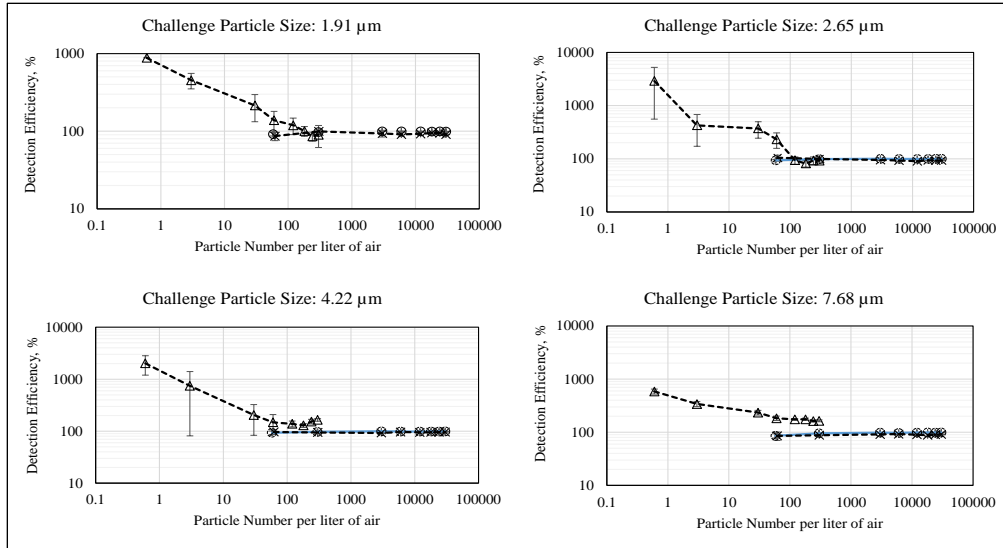 Challenge Particle Size: 1.91 µm
Detection Efficiency, %
1000
100
10
0.1 1 10 100 1000 10000 100000
Particle Number per liter of air
Challenge Particle Size: 2.65 µm
Detection Efficiency, %
10000
1000
100
10
0.1 1 10 100 1000 10000 100000
Particle Number per liter of air
Challenge Particle Size: 4.22 µm
Detection Efficiency, %
10000
1000
100
10
0.1 1 10 100 1000 10000 100000
Particle Number per liter of air
Challenge Particle Size: 7.68 µm
Detection Efficiency, %
10000
1000
100
10
0.1 1 10 100 1000 10000 100000
Particle Number per liter of air